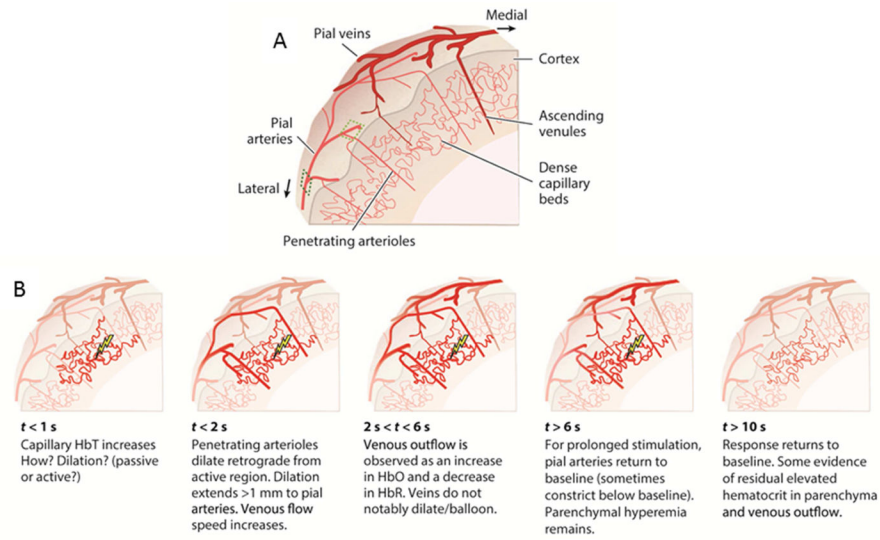 A
Medial
Pial veins
Cortex
Pial
arteries
Ascending
venules
Lateral
Dense
capillary
beds
Penetrating arterioles
B
t < 1 s
Capillary HbT increases
How? Dilation? (passive
or active?)
t < 2 s
Penetrating arterioles
dilate retrograde from
active region. Dilation
extends >1 mm to pial
arteries. Venous flow
speed increases.
2 s < t < 6 s
Venous outflow is
observed as an increase
in HbO and a decrease
in HbR. Veins do not
notably dilate/balloon.
t > 6 s
For prolonged stimulation,
pial arteries return to
baseline (sometimes
constrict below baseline).
Parenchymal hyperemia
remains.
t > 10 s
Response returns to
baseline. Some evidence
of residual elevated
hematocrit in parenchyma
and venous outflow.